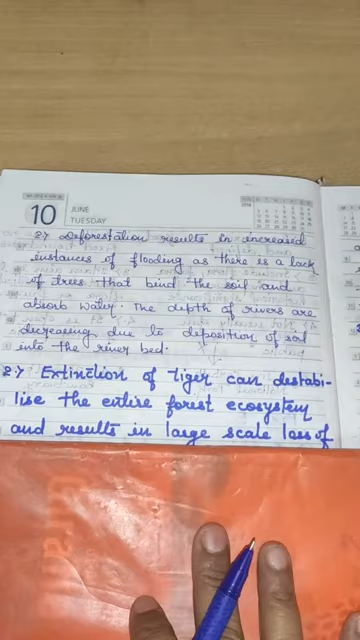 10
JUNE
TUESDAY
27 Deforestation results in increased
instances of flooding as there is a lack
of trees that bind the soil and
absorb water. The depth of rivers are
decreasing due to deposition of soil
into the river bed.
27 Extinction of tiger can destabi-
lise the entire forest ecosystem
and results in large scale loss of